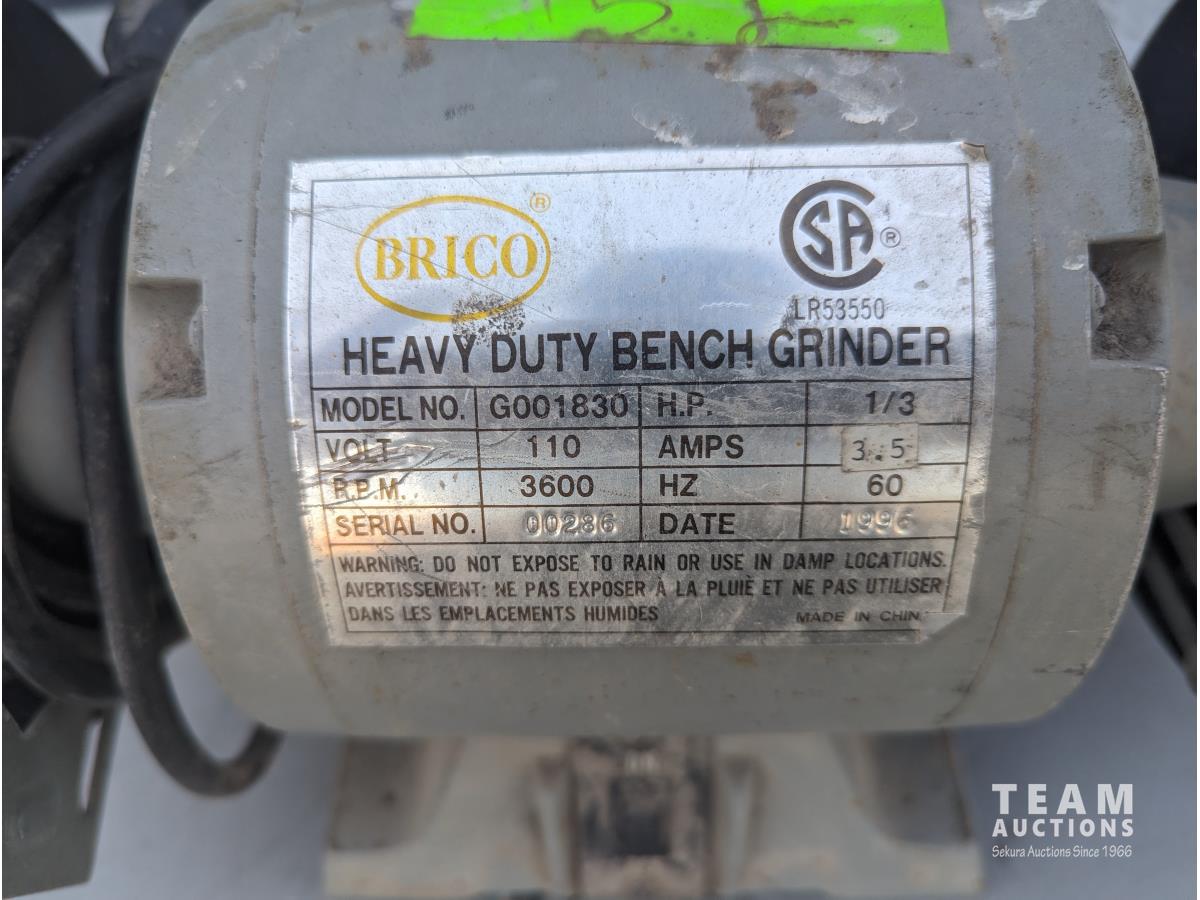 152
BRICO ®
CSA ®
LR53550
HEAVY DUTY BENCH GRINDER
MODEL NO. G001830 H.P. 1/3
VOLT 110 AMPS 3.5
R.P.M. 3600 HZ 60
SERIAL NO. 00286 DATE 1996
WARNING: DO NOT EXPOSE TO RAIN OR USE IN DAMP LOCATIONS.
AVERTISSEMENT: NE PAS EXPOSER À LA PLUIÈ ET NE PAS UTILISER
DANS LES EMPLACEMENTS HUMIDES MADE IN CHIN
TEAM
AUCTIONS
Sekura Auctions Since 1966